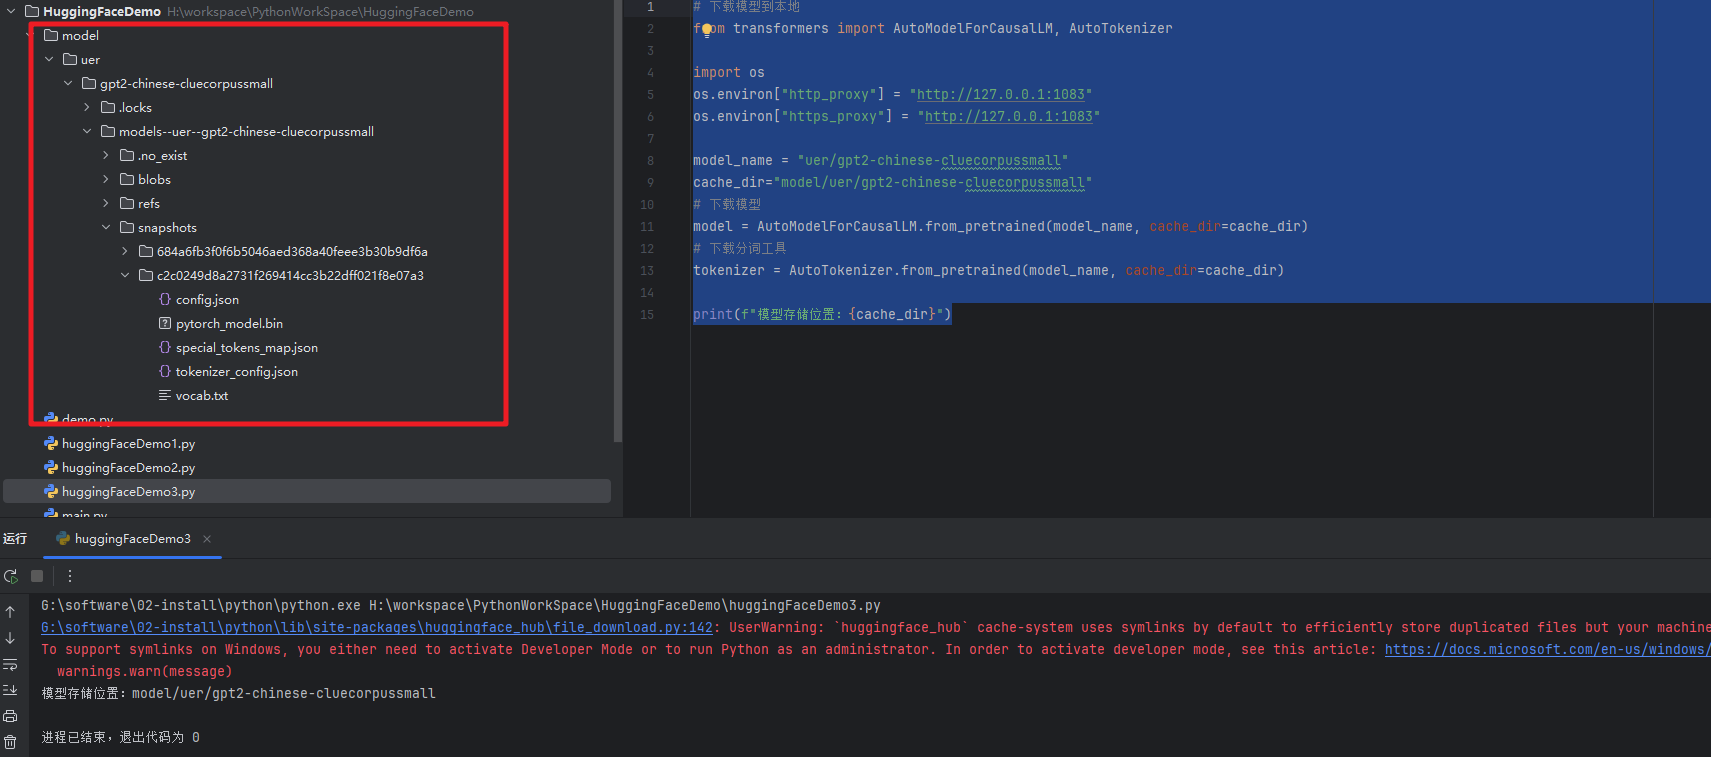 HuggingFaceDemo H:\workspace\PythonWorkSpace\HuggingFaceDemo
model
uer
gpt2-chinese-cluecorpussmall
.locks
models--uer--gpt2-chinese-cluecorpussmall
.no_exist
blobs
refs
snapshots
684a6fb3f0f6b5046aed368a40feee3b30b9df6a
c2c0249d8a2731f269414cc3b22dff021f8e07a3
config.json
pytorch_model.bin
special_tokens_map.json
tokenizer_config.json
vocab.txt
demo.py
huggingFaceDemo1.py
huggingFaceDemo2.py
huggingFaceDemo3.py
main.py
1 # 下载模型到本地
2 from transformers import AutoModelForCausalLM, AutoTokenizer
3
4 import os
5 os.environ["http_proxy"] = "http://127.0.0.1:1083"
6 os.environ["https_proxy"] = "http://127.0.0.1:1083"
7
8 model_name = "uer/gpt2-chinese-cluecorpussmall"
9 cache_dir="model/uer/gpt2-chinese-cluecorpussmall"
10 # 下载模型
11 model = AutoModelForCausalLM.from_pretrained(model_name, cache_dir=cache_dir)
12 # 下载分词工具
13 tokenizer = AutoTokenizer.from_pretrained(model_name, cache_dir=cache_dir)
14
15 print(f"模型存储位置：{cache_dir}")
运行 huggingFaceDemo3
G:\software\02-install\python\python.exe H:\workspace\PythonWorkSpace\HuggingFaceDemo\huggingFaceDemo3.py
G:\software\02-install\python\lib\site-packages\huggingface_hub\file_download.py:142: UserWarning: `huggingface_hub` cache-system uses symlinks by default to efficiently store duplicated files but your machine
To support symlinks on Windows, you either need to activate Developer Mode or to run Python as an administrator. In order to activate developer mode, see this article: https://docs.microsoft.com/en-us/windows/
warnings.warn(message)
模型存储位置：model/uer/gpt2-chinese-cluecorpussmall
进程已结束，退出代码为 0